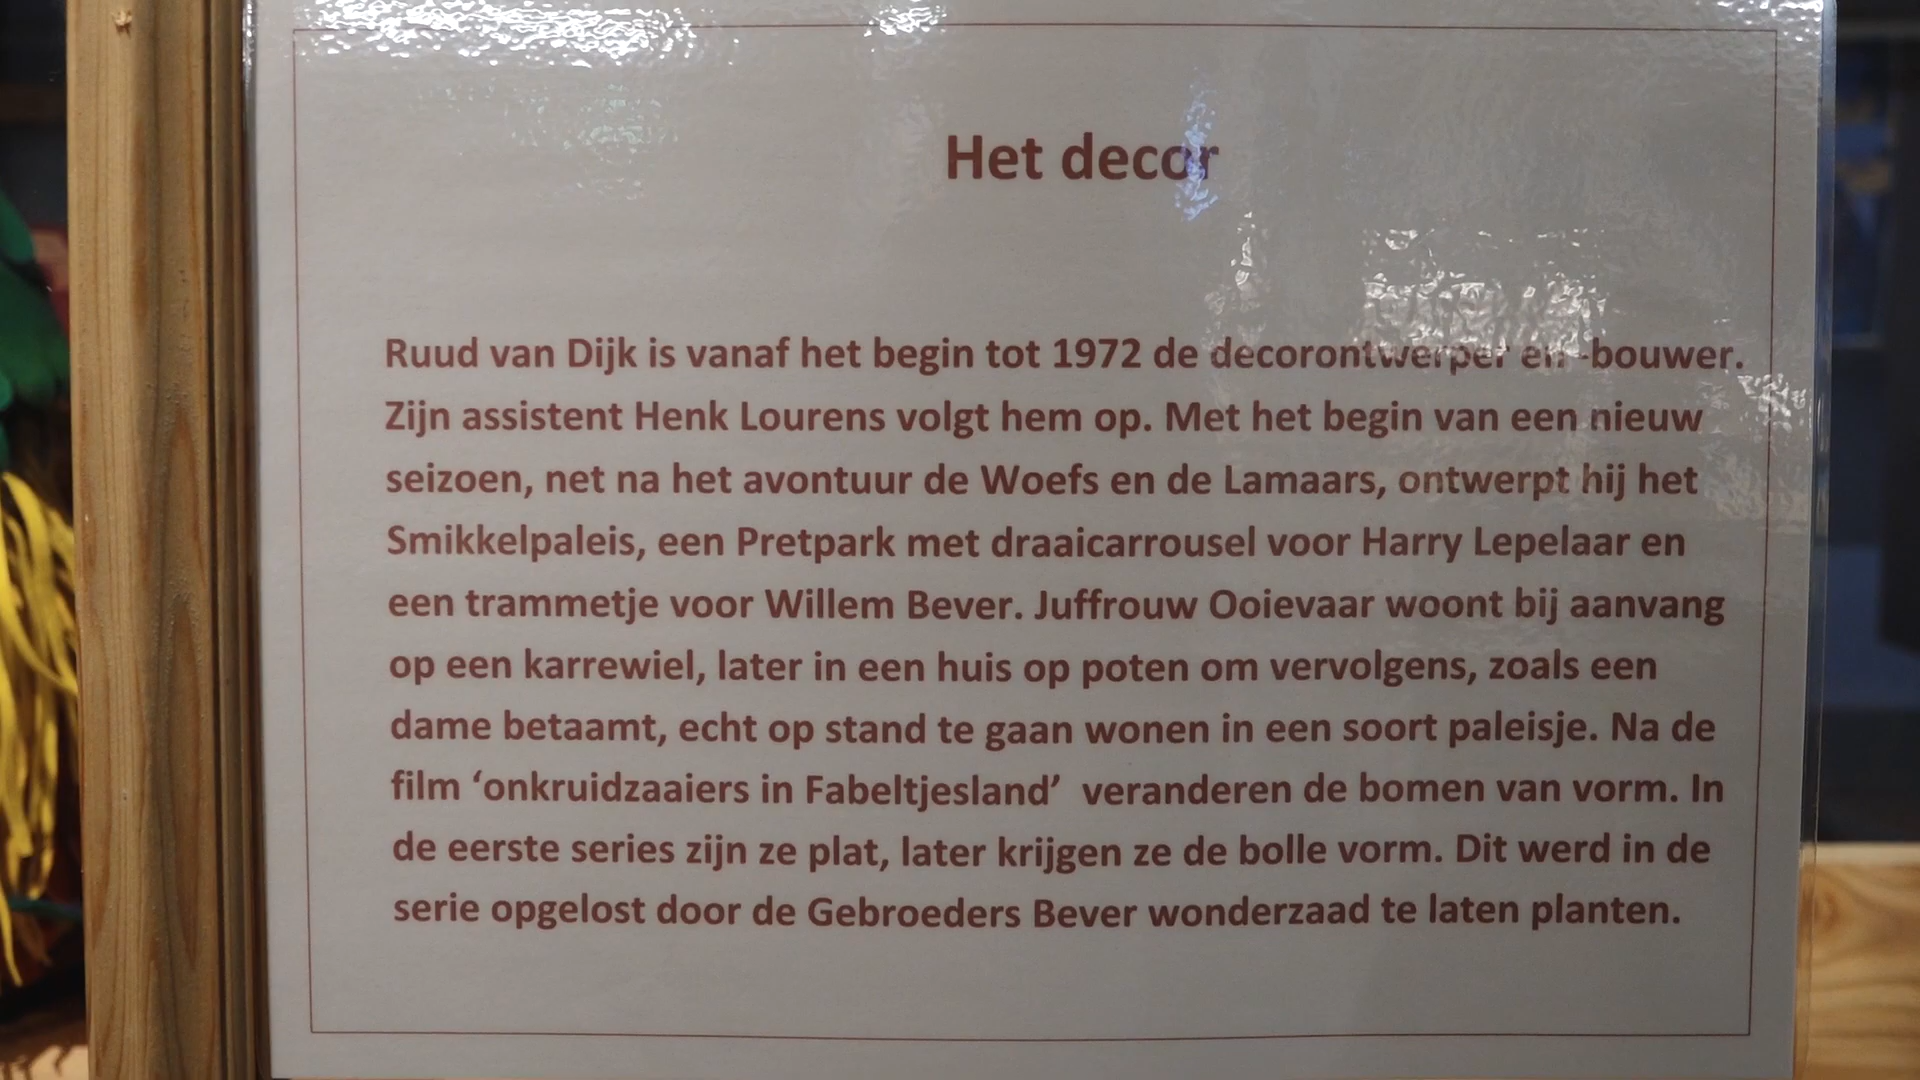 Het decor
Ruud van Dijk is vanaf het begin tot 1972 de decorontwerper en -bouwer.
Zijn assistent Henk Lourens volgt hem op. Met het begin van een nieuw
seizoen, net na het avontuur de Woefs en de Lamaars, ontwerpt hij het
Smikkelpaleis, een Pretpark met draaicarrousel voor Harry Lepelaar en
een trammetje voor Willem Bever. Juffrouw Ooievaar woont bij aanvang
op een karrewiel, later in een huis op poten om vervolgens, zoals een
dame betaamt, echt op stand te gaan wonen in een soort paleisje. Na de
film ‘onkruidzaaiers in Fabeltjesland’ veranderen de bomen van vorm. In
de eerste series zijn ze plat, later krijgen ze de bolle vorm. Dit werd in de
serie opgelost door de Gebroeders Bever wonderzaad te laten planten.